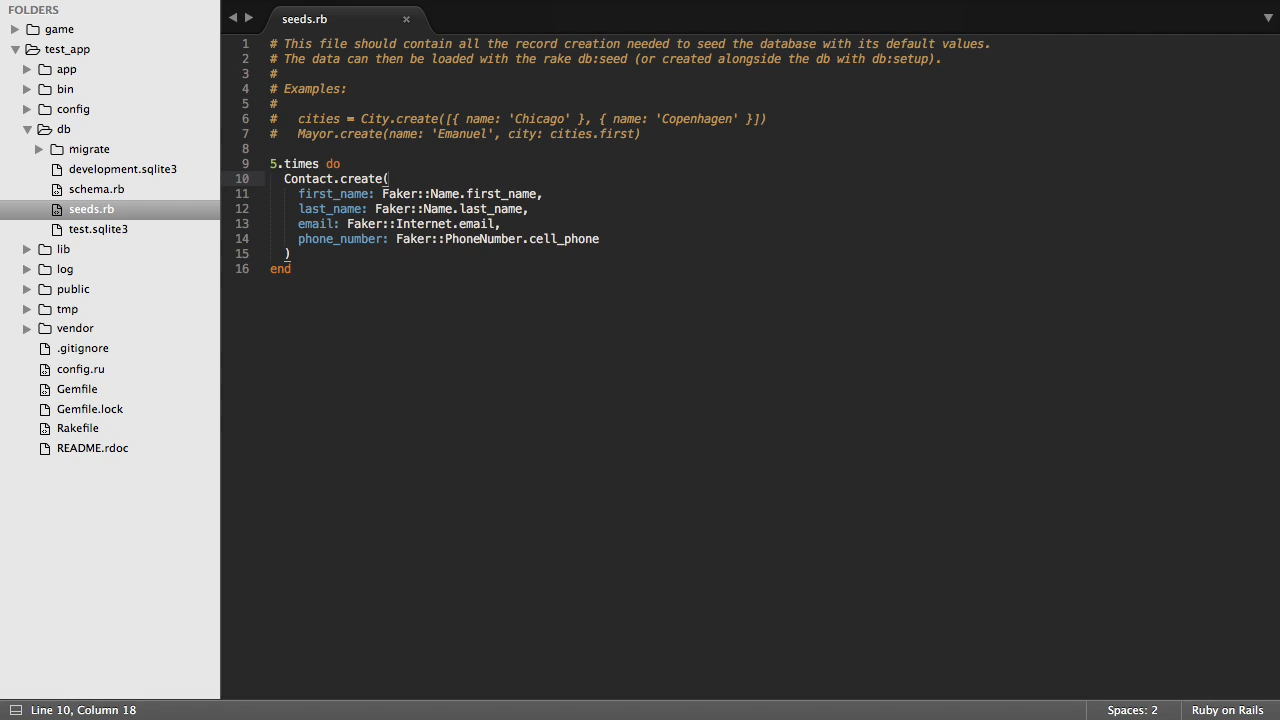 FOLDERS
game
test_app
app
bin
config
db
migrate
development.sqlite3
schema.rb
seeds.rb
test.sqlite3
lib
log
public
tmp
vendor
.gitignore
config.ru
Gemfile
Gemfile.lock
Rakefile
README.rdoc
seeds.rb ×
1 # This file should contain all the record creation needed to seed the database with its default values.
2 # The data can then be loaded with the rake db:seed (or created alongside the db with db:setup).
3 #
4 # Examples:
5 #
6 #   cities = City.create([{ name: 'Chicago' }, { name: 'Copenhagen' }])
7 #   Mayor.create(name: 'Emanuel', city: cities.first)
8
9 5.times do
10   Contact.create(
11     first_name: Faker::Name.first_name,
12     last_name: Faker::Name.last_name,
13     email: Faker::Internet.email,
14     phone_number: Faker::PhoneNumber.cell_phone
15   )
16 end
Line 10, Column 18
Spaces: 2
Ruby on Rails